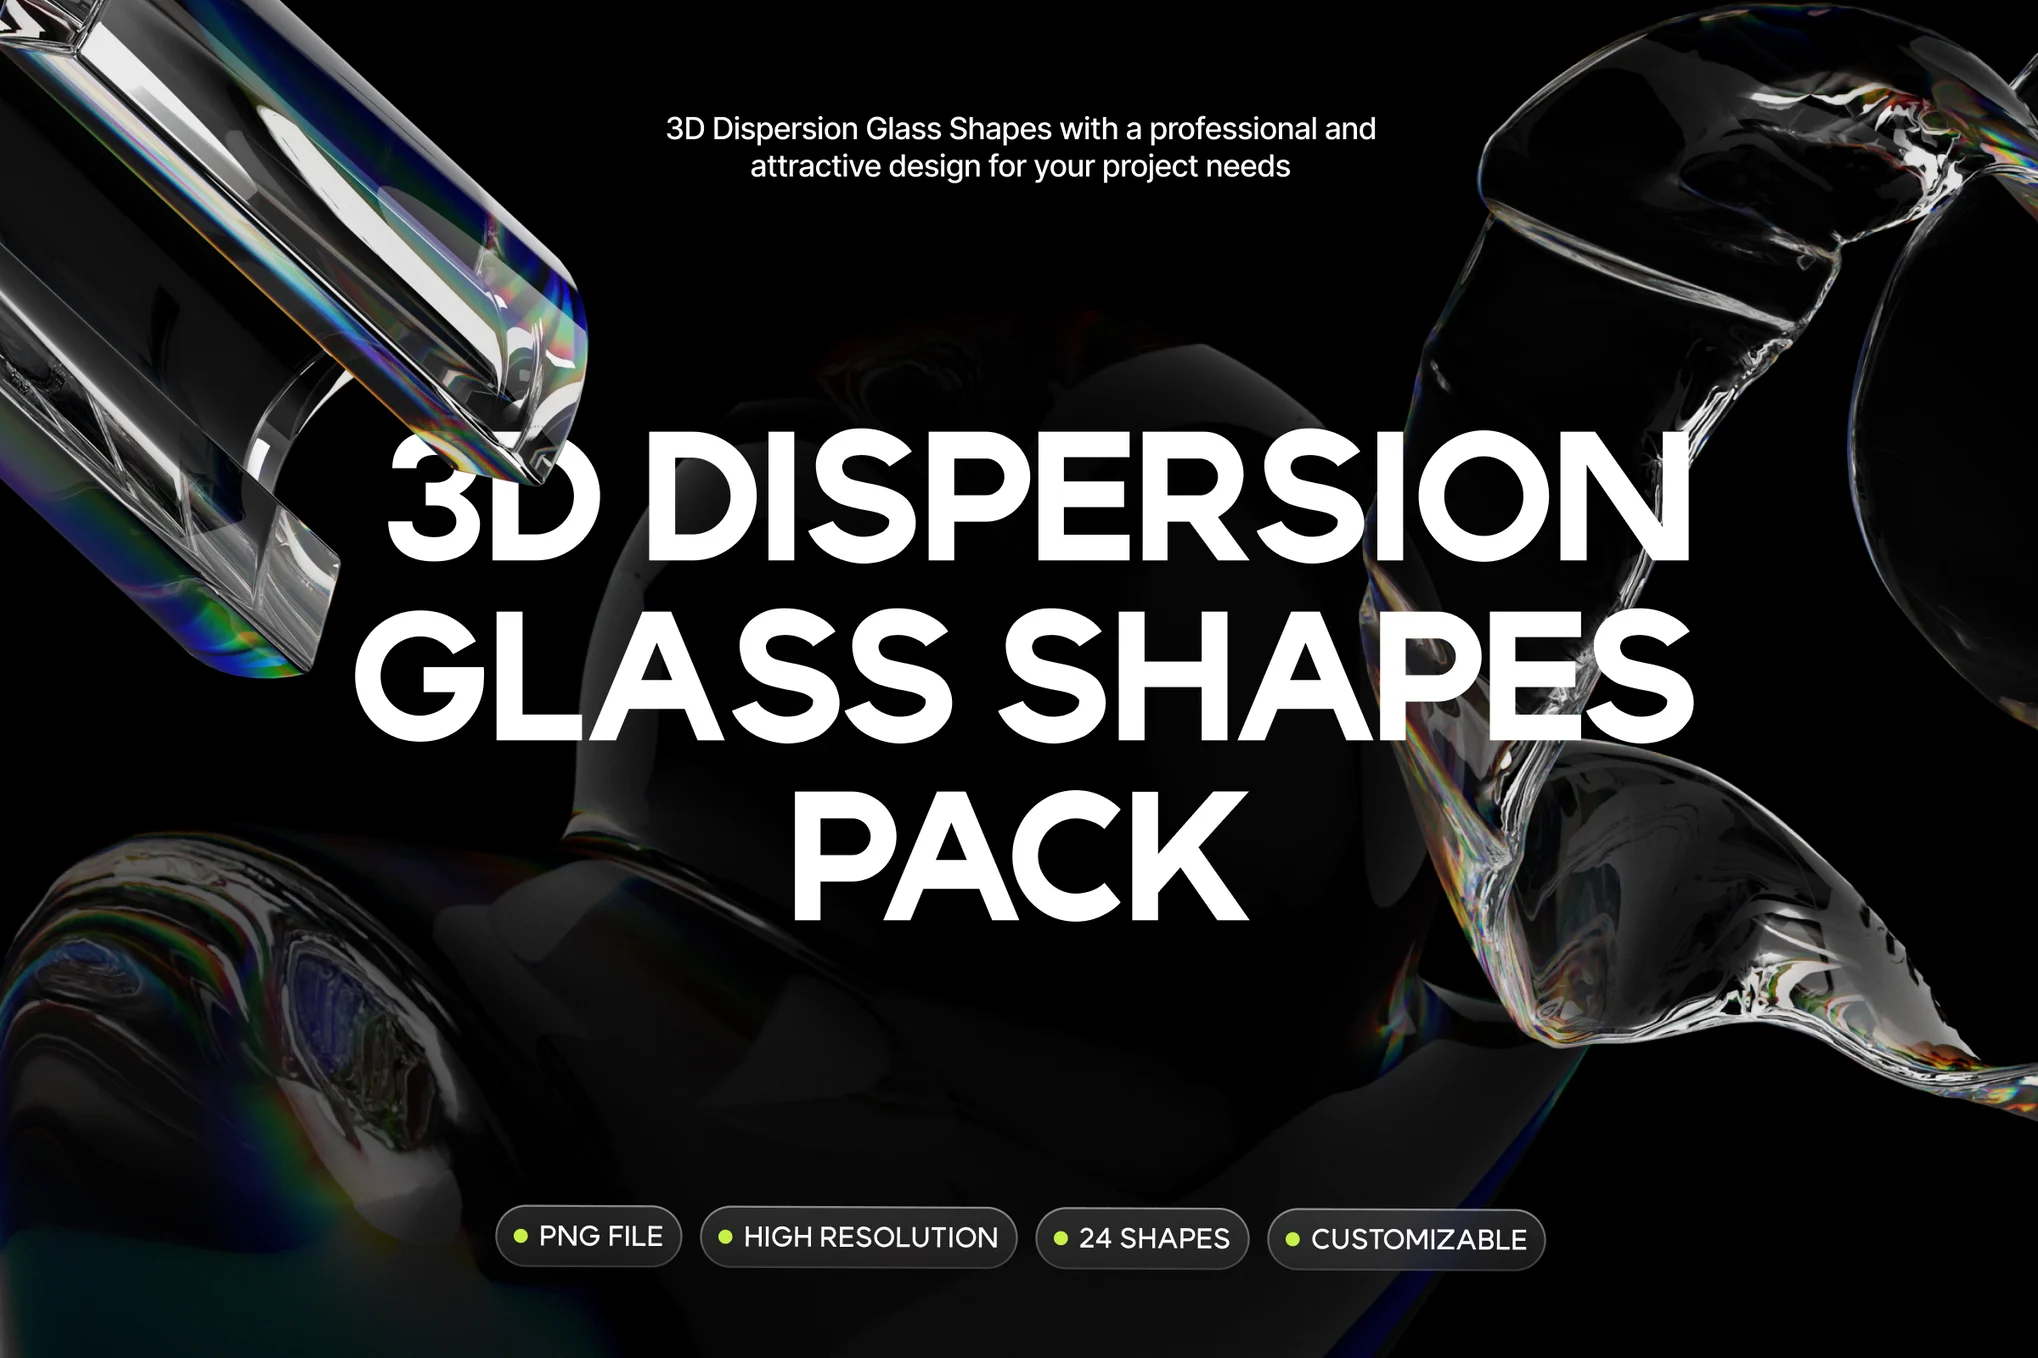 3D Dispersion Glass Shapes with a professional and
attractive design for your project needs
3D DISPERSION
GLASS SHAPES
PACK
PNG FILE
HIGH RESOLUTION
24 SHAPES
CUSTOMIZABLE